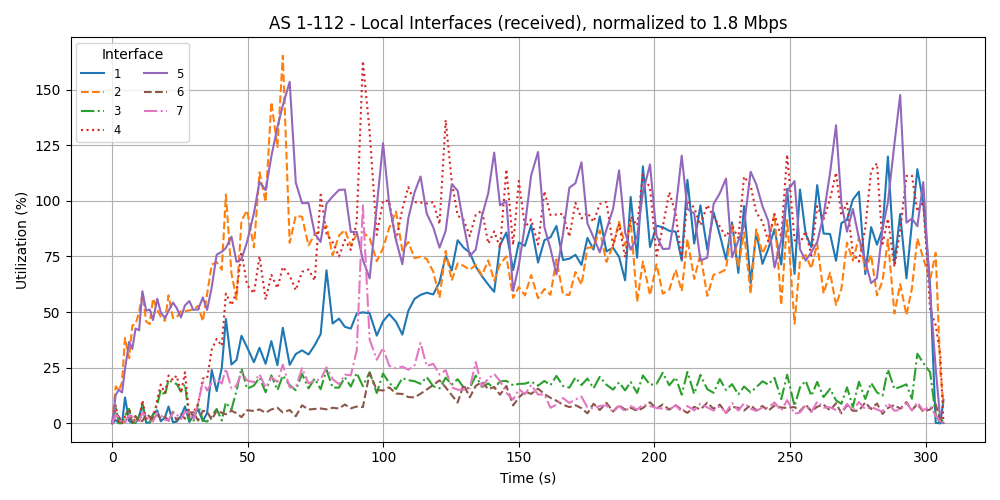 AS 1-112 - Local Interfaces (received), normalized to 1.8 Mbps
Interface
1
2
3
4
5
6
7
Utilization (%)
150
125
100
75
50
25
0
0 50 100 150 200 250 300
Time (s)